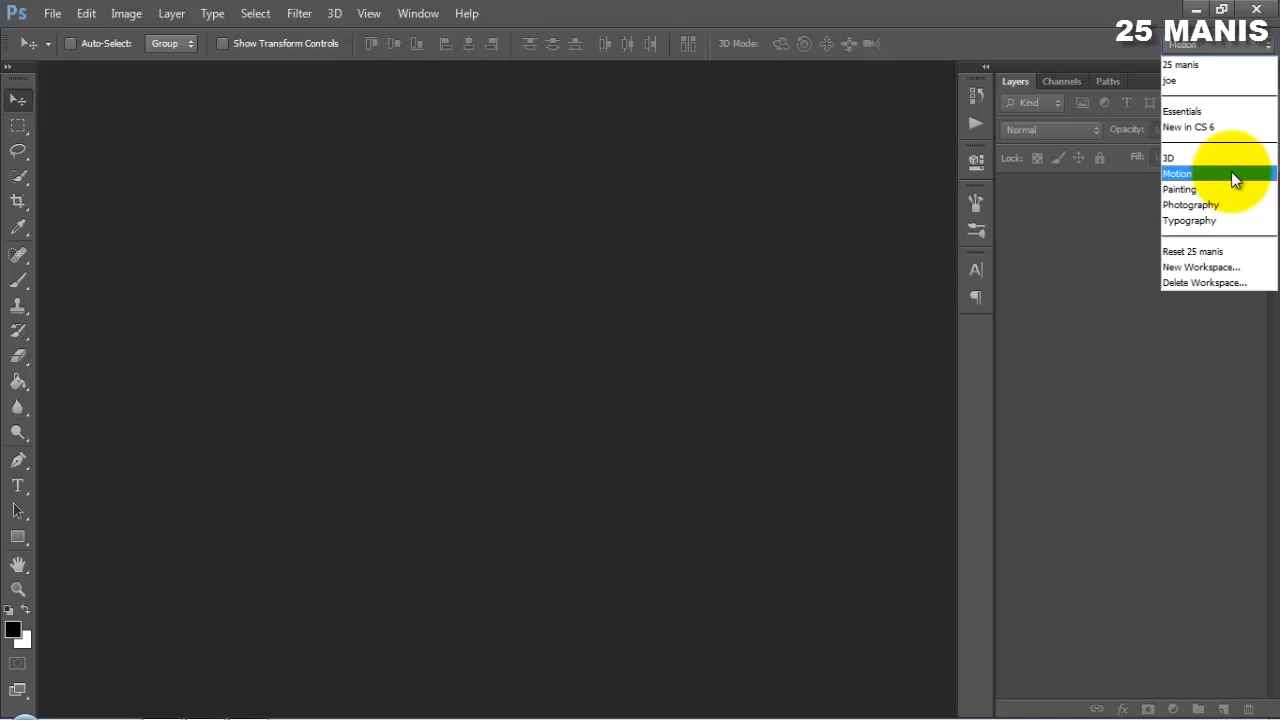 Ps File Edit Image Layer Type Select Filter 3D View Window Help
25 MANIS
Auto-Select: Group Show Transform Controls 3D Mode: Motion
25 manis
joe
Essentials
New in CS 6
3D
Motion
Painting
Photography
Typography
Reset 25 manis
New Workspace...
Delete Workspace...
Layers Channels Paths
Kind
Normal Opacity:
Lock: Fill: